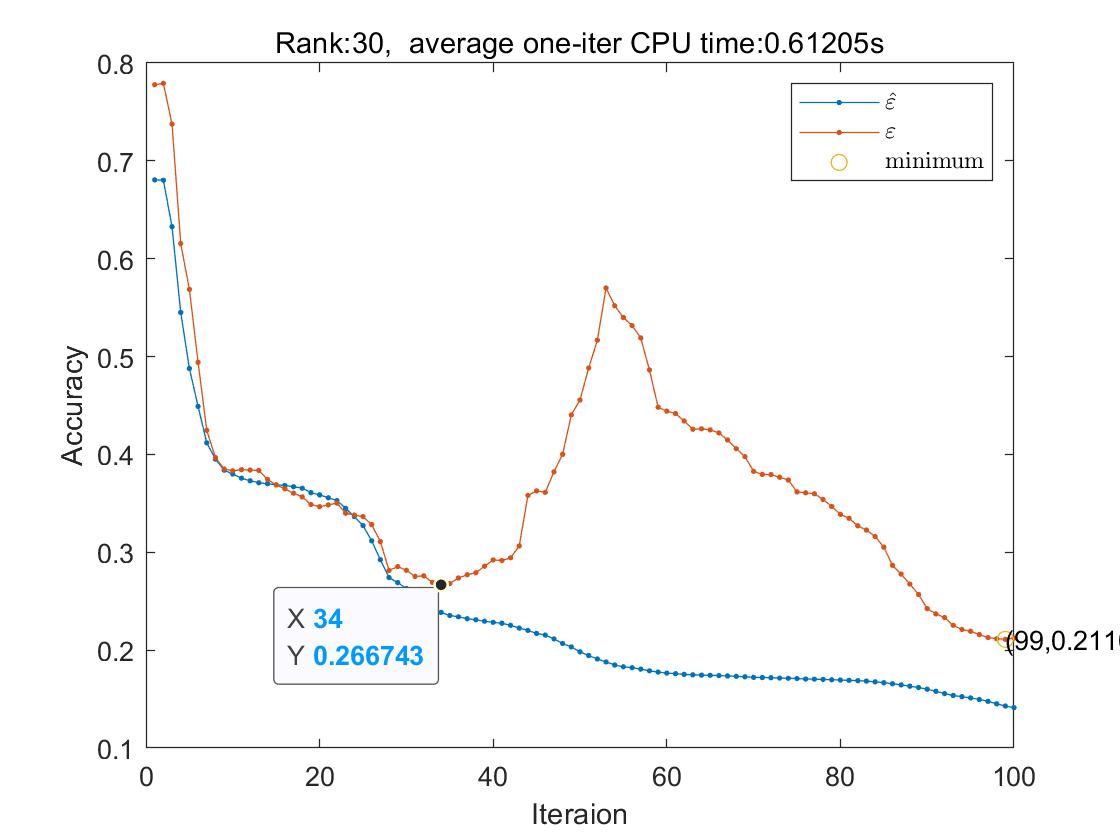 Rank:30,  average one-iter CPU time:0.61205s
0.8
0.7
0.6
0.5
0.4
0.3
0.2
0.1
Accuracy
ε̂
ε
minimum
X 34
Y 0.266743
(99,0.211
0 20 40 60 80 100
Iteraion